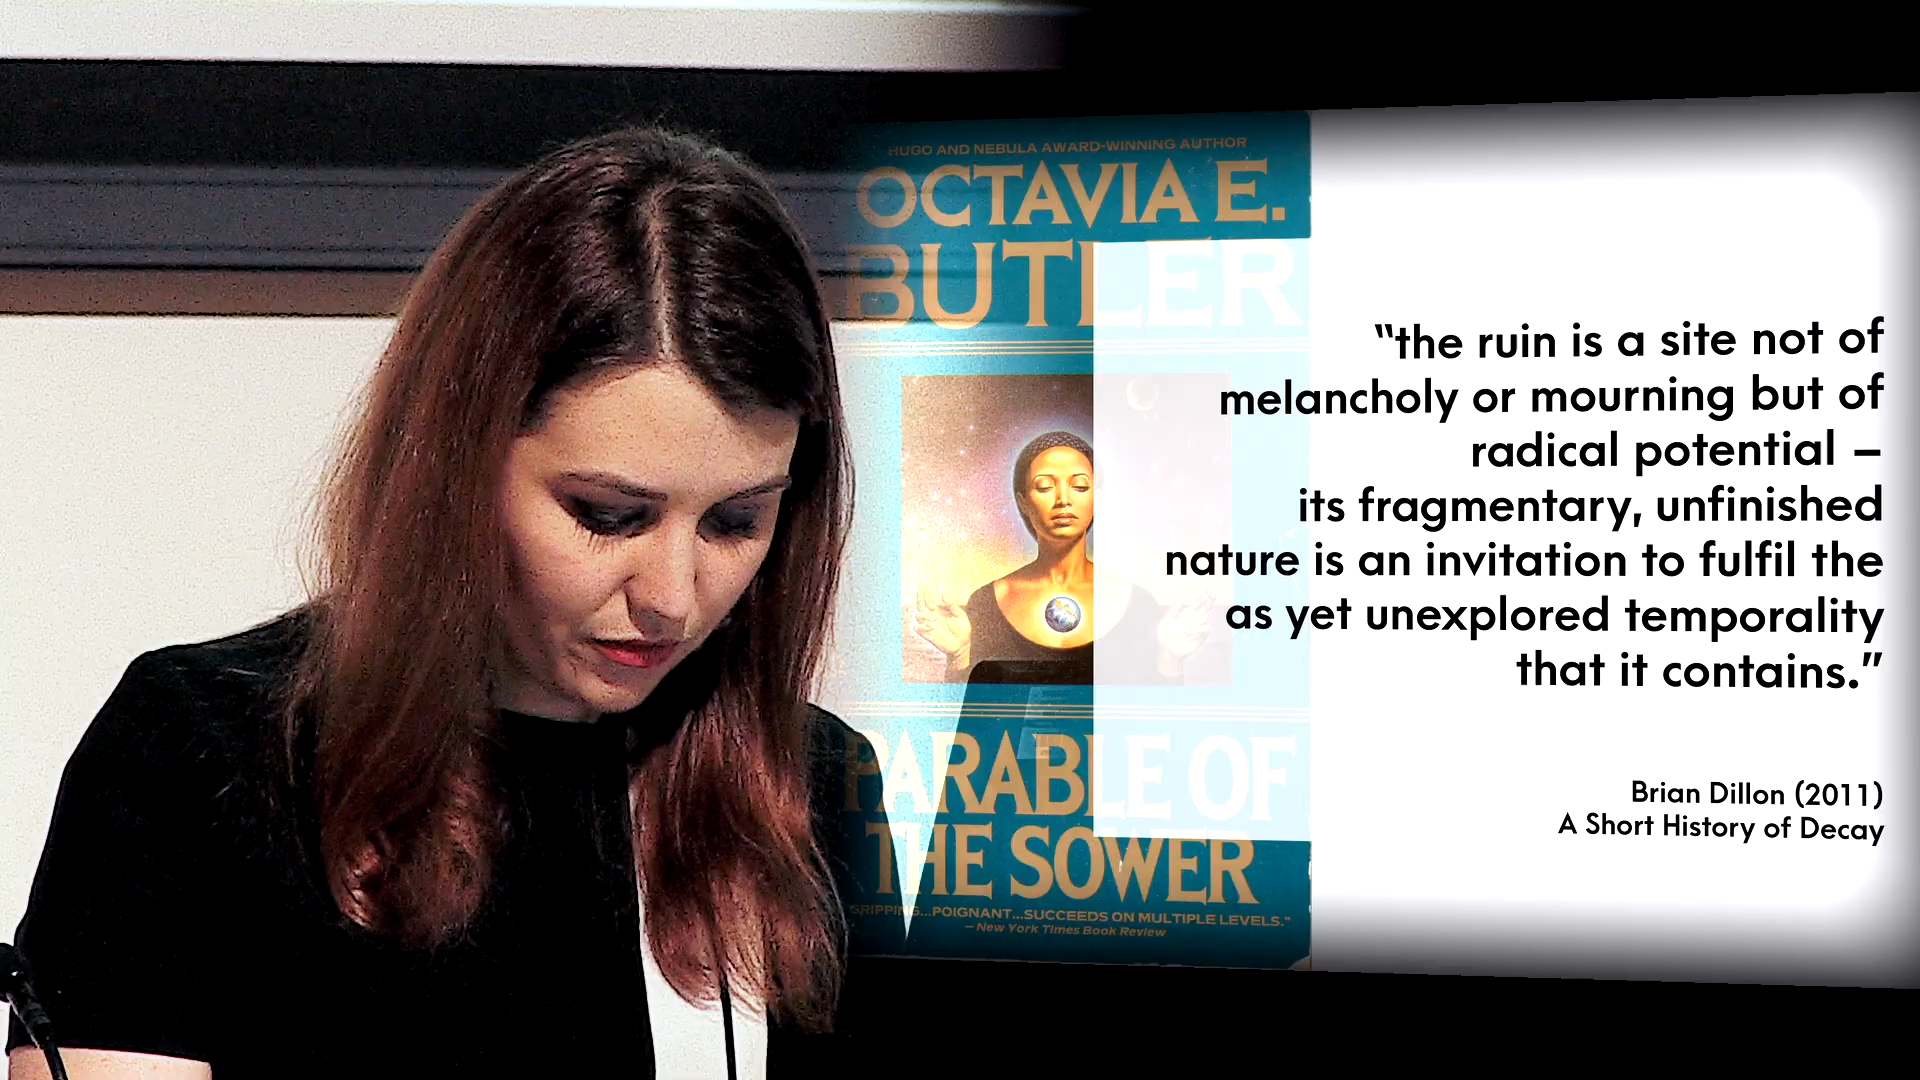 HUGO AND NEBULA AWARD-WINNING AUTHOR
OCTAVIA E.
BUTLER
PARABLE OF
THE SOWER
GRIPPING...POIGNANT...SUCCEEDS ON MULTIPLE LEVELS."
—New York Times Book Review
“the ruin is a site not of
melancholy or mourning but of
radical potential –
its fragmentary, unfinished
nature is an invitation to fulfil the
as yet unexplored temporality
that it contains.”
Brian Dillon (2011)
A Short History of Decay